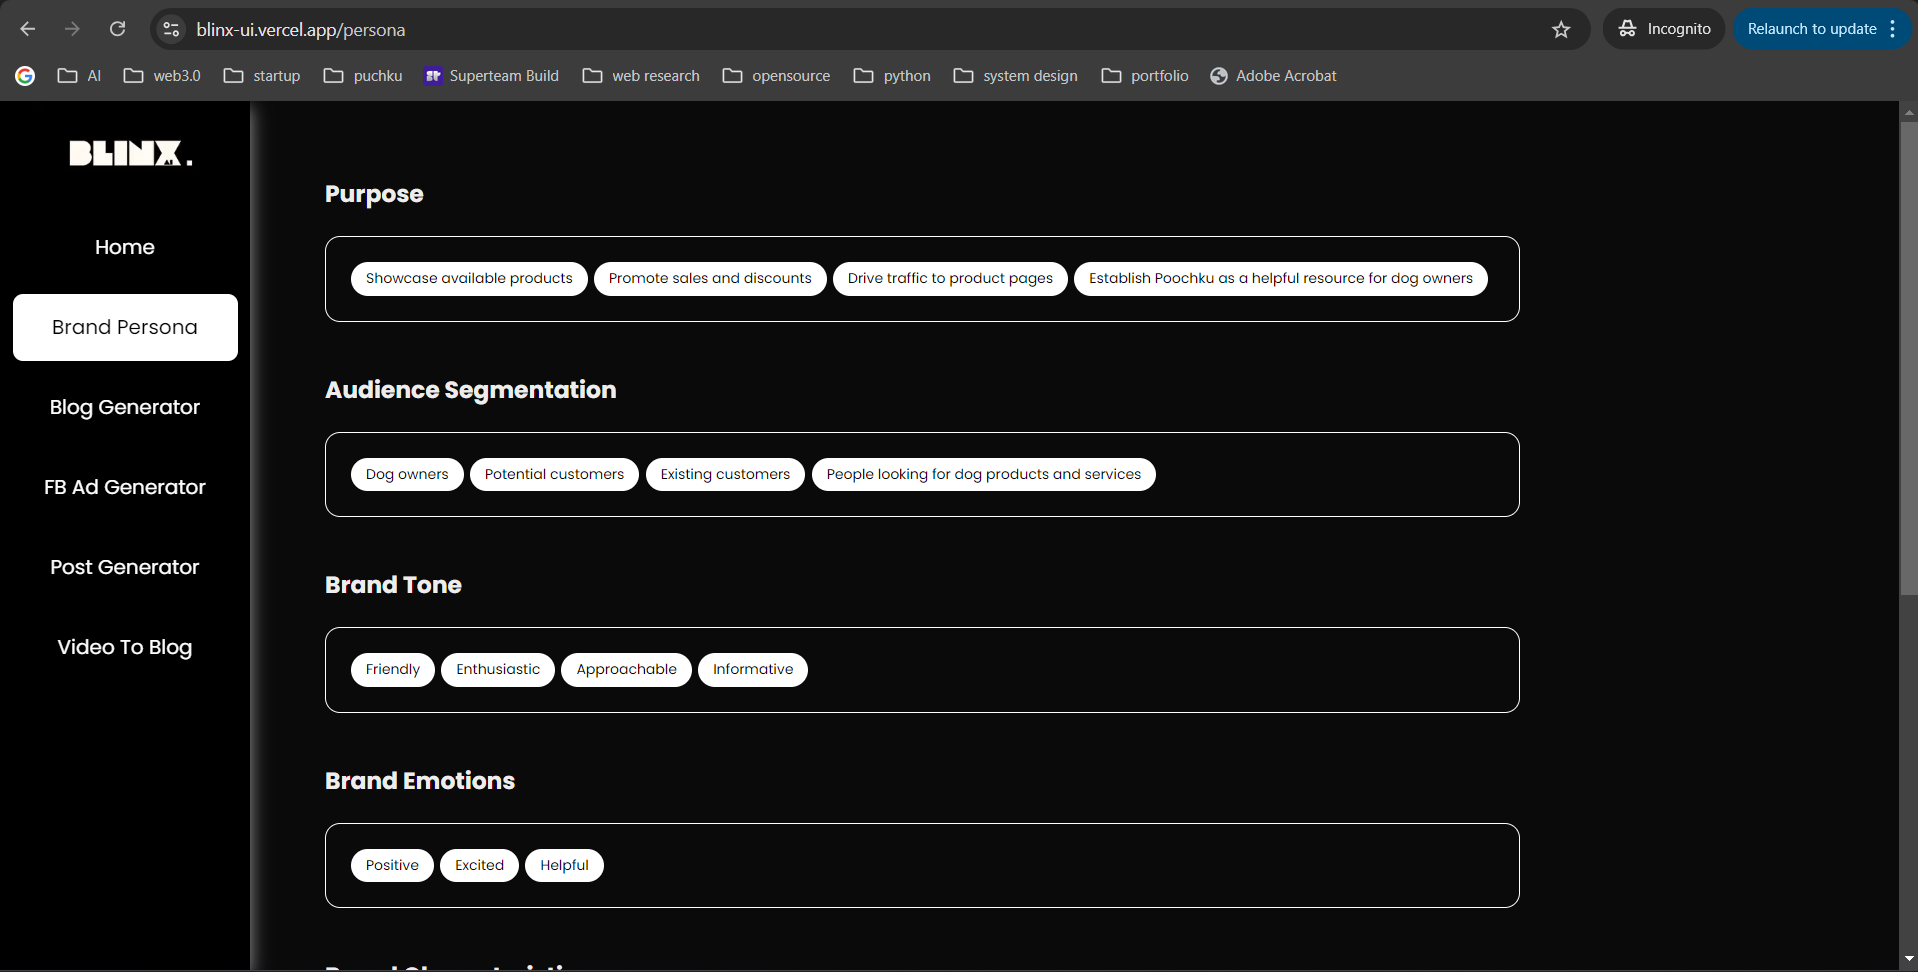 blinx-ui.vercel.app/persona
Incognito
Relaunch to update
AI
web3.0
startup
puchku
Superteam Build
web research
opensource
python
system design
portfolio
Adobe Acrobat
BLINX.
AI
Home
Brand Persona
Blog Generator
FB Ad Generator
Post Generator
Video To Blog
Purpose
Showcase available products
Promote sales and discounts
Drive traffic to product pages
Establish Poochku as a helpful resource for dog owners
Audience Segmentation
Dog owners
Potential customers
Existing customers
People looking for dog products and services
Brand Tone
Friendly
Enthusiastic
Approachable
Informative
Brand Emotions
Positive
Excited
Helpful